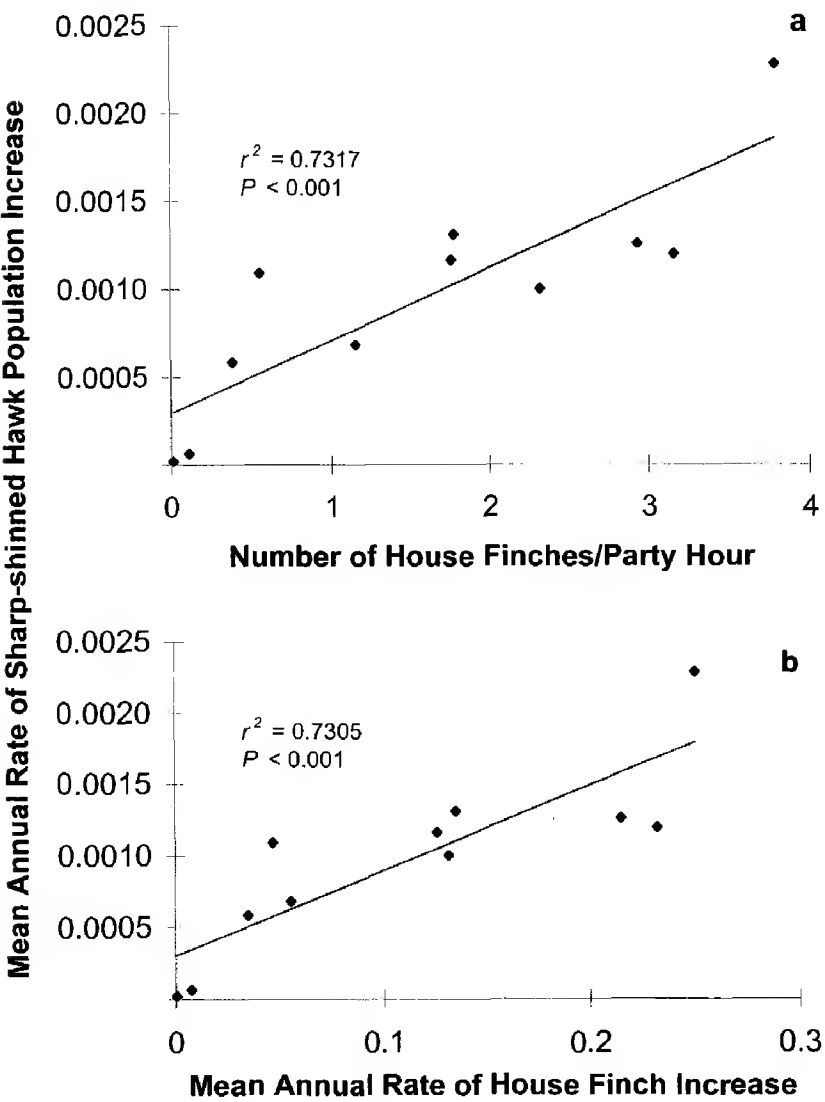 a
0.0025
0.0020
0.0015
0.0010
0.0005
r² = 0.7317
P < 0.001
0 1 2 3 4
Number of House Finches/Party Hour
Mean Annual Rate of Sharp-shinned Hawk Population Increase
b
0.0025
0.0020
0.0015
0.0010
0.0005
r² = 0.7305
P < 0.001
0 0.1 0.2 0.3
Mean Annual Rate of House Finch Increase